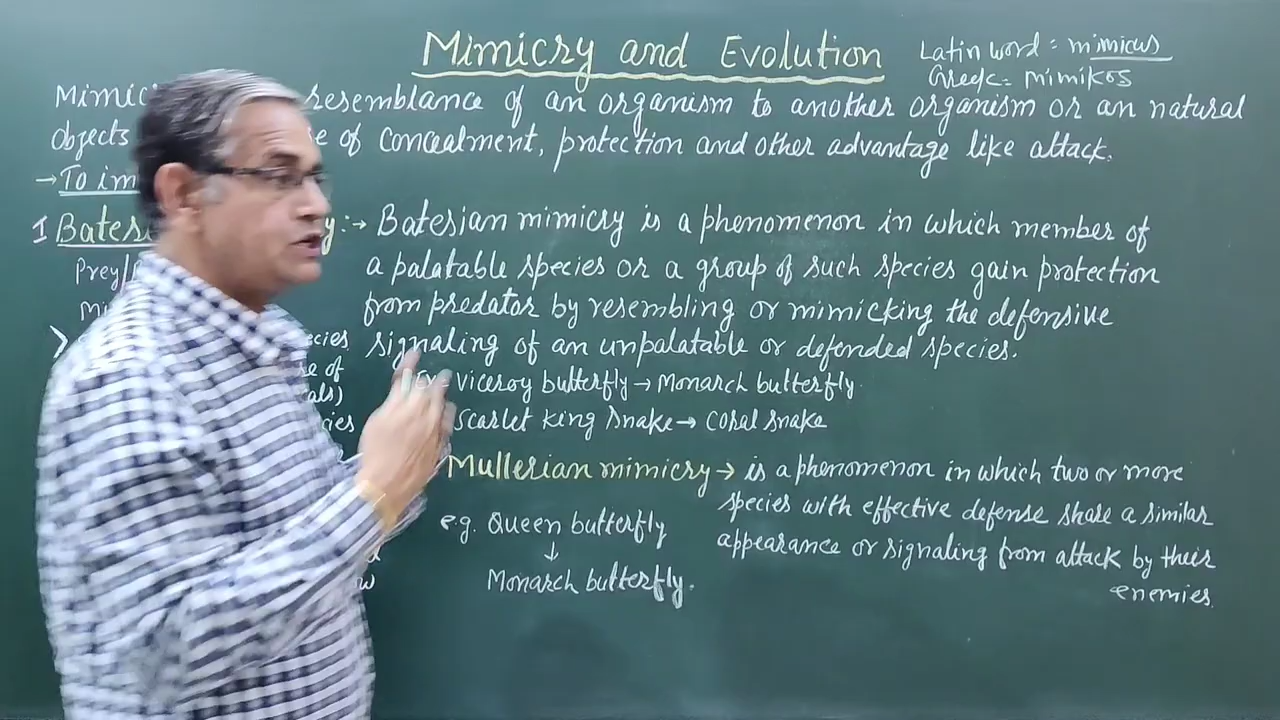 Mimicry and Evolution
Latin word = mimicus
Greek = mimikos
Mimic resemblance of an organism to another organism or an natural
objects of concealment, protection and other advantage like attack.
→ To im
1 Bates y:→ Batesian mimicry is a phenomenon in which member of
a palatable species or a group of such species gain protection
from predator by resembling or mimicking the defensive
signaling of an unpalatable or defended species.
Prey/
ecies
e of
als)
ies
Viceroy butterfly → Monarch butterfly
Scarlet king snake → coral snake
Mullerian mimicry → is a phenomenon in which two or more
species with effective defense share a similar
appearance or signaling from attack by their
enemies.
e.g. Queen butterfly
↓
Monarch butterfly.